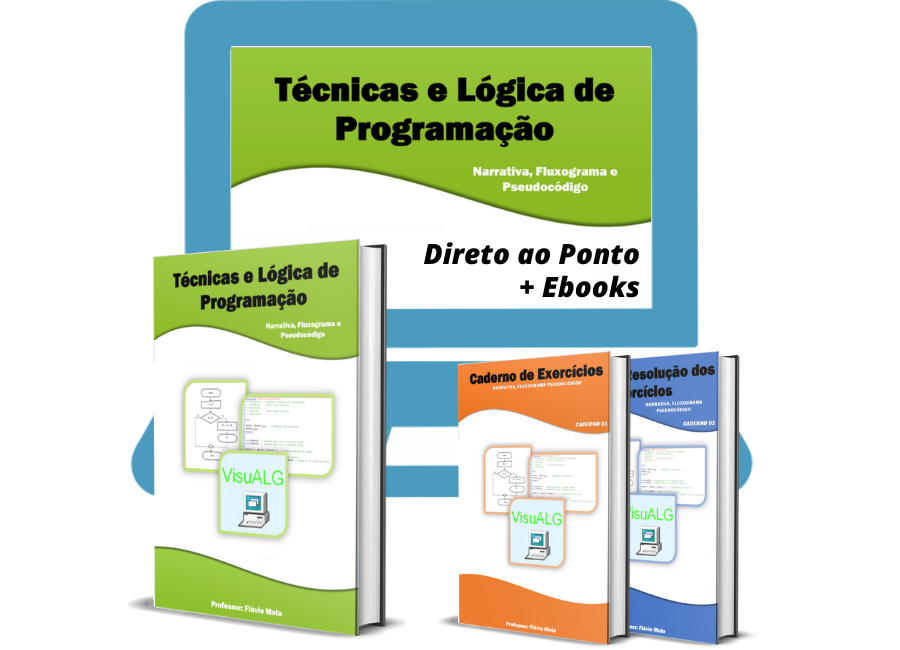 Técnicas e Lógica de
Programação
Narrativa, Fluxograma e
Pseudocódigo
Direto ao Ponto
+ Ebooks
Técnicas e Lógica de
Programação
Narrativa, Fluxograma e
Pseudocódigo
VisuALG
Professor: Flávio Mota
Caderno de Exercícios
NARRATIVA, FLUXOGRAMA PSEUDOCÓDIGO
CADERNO 01
VisuALG
Professor: Flávio Mota
Resolução dos
rcícios
NARRATIVA, FLUXOGRAMA
PSEUDOCÓDIGO
CADERNO 02
isuALG
sor: Flávio Mota